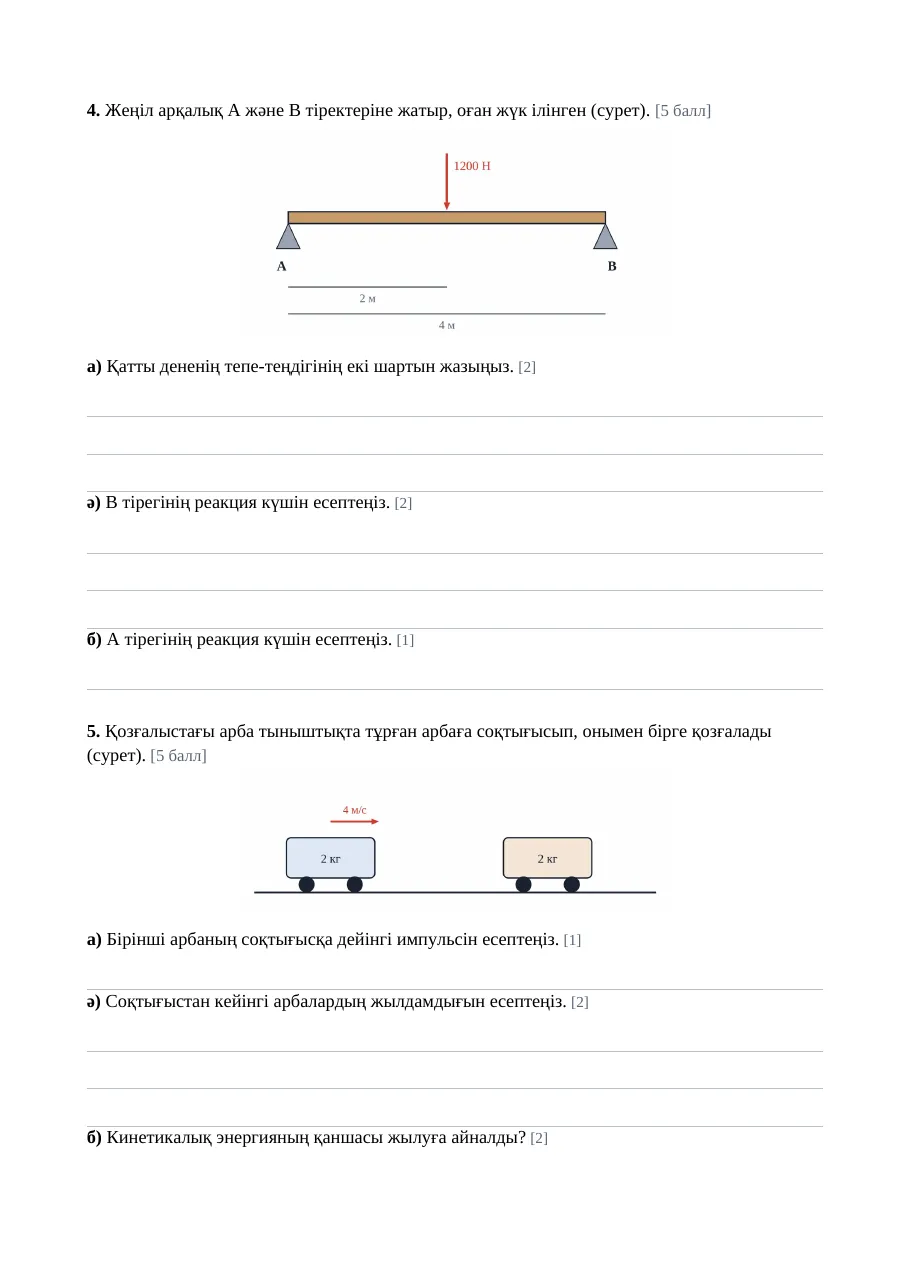 4. Жеңіл арқалық А және В тіректеріне жатыр, оған жүк ілінген (сурет). [5 балл]
1200 Н
А
В
2 м
4 м
а) Қатты дененің тепе-теңдігінің екі шартын жазыңыз. [2]
ә) В тірегінің реакция күшін есептеңіз. [2]
б) А тірегінің реакция күшін есептеңіз. [1]
5. Қозғалыстағы арба тыныштықта тұрған арбаға соқтығысып, онымен бірге қозғалады
(сурет). [5 балл]
4 м/с
2 кг
2 кг
а) Бірінші арбаның соқтығысқа дейінгі импульсін есептеңіз. [1]
ә) Соқтығыстан кейінгі арбалардың жылдамдығын есептеңіз. [2]
б) Кинетикалық энергияның қаншасы жылуға айналды? [2]